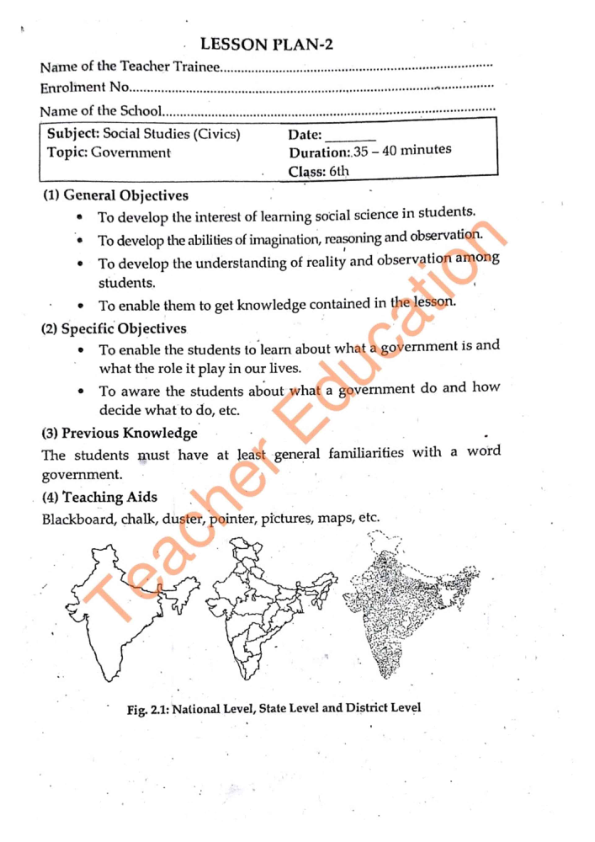 LESSON PLAN-2
Name of the Teacher Trainee......................................................................
Enrolment No.............................................................................................
Name of the School.....................................................................................
Subject: Social Studies (Civics) Date: ________
Topic: Government Duration: 35 – 40 minutes
Class: 6th
(1) General Objectives
• To develop the interest of learning social science in students.
• To develop the abilities of imagination, reasoning and observation.
• To develop the understanding of reality and observation among
students.
• To enable them to get knowledge contained in the lesson.
(2) Specific Objectives
• To enable the students to learn about what a government is and
what the role it play in our lives.
• To aware the students about what a government do and how
decide what to do, etc.
(3) Previous Knowledge
The students must have at least general familiarities with a word
government.
(4) Teaching Aids
Blackboard, chalk, duster, pointer, pictures, maps, etc.
Fig. 2.1: National Level, State Level and District Level
Teacher Education